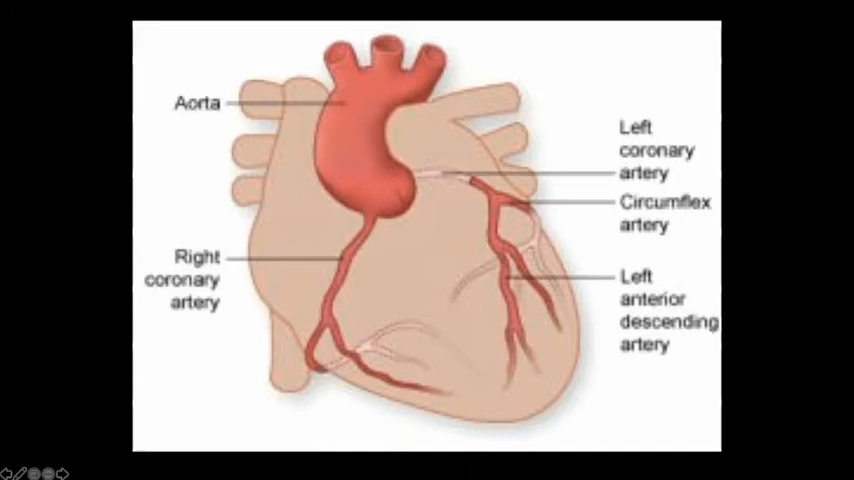 Aorta
Right
coronary
artery
Left
coronary
artery
Circumflex
artery
Left
anterior
descending
artery